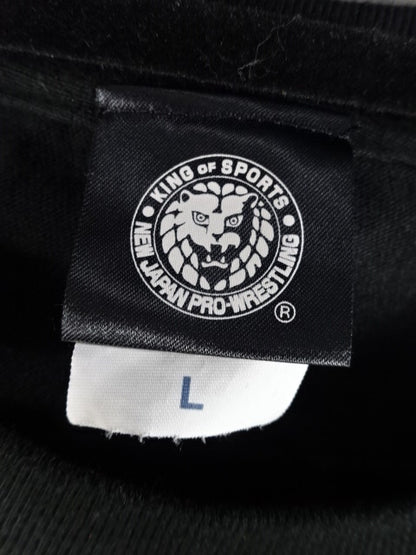 KING OF SPORTS
NEW JAPAN PRO-WRESTLING
®
L